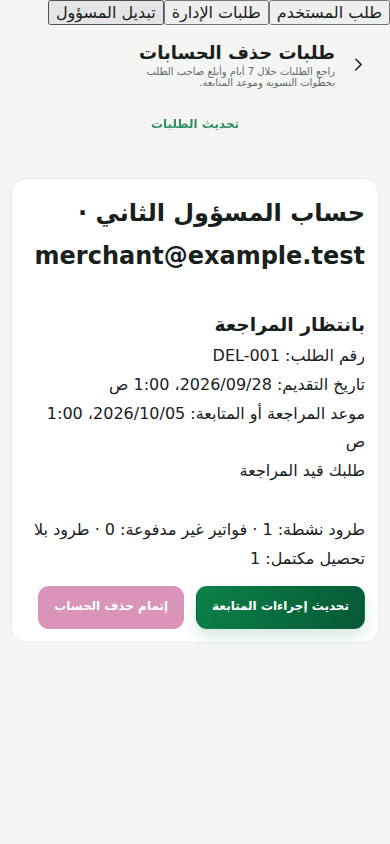 طلب المستخدم
طلبات الإدارة
تبديل المسؤول
طلبات حذف الحسابات
راجع الطلبات خلال 7 أيام وأبلغ صاحب الطلب
بخطوات التسوية وموعد المتابعة.
تحديث الطلبات
حساب المسؤول الثاني ·
merchant@example.test
بانتظار المراجعة
رقم الطلب: DEL-001
تاريخ التقديم: 2026/09/28، 1:00 ص
موعد المراجعة أو المتابعة: 2026/10/05، 1:00
ص
طلبك قيد المراجعة
طرود نشطة: 1 · فواتير غير مدفوعة: 0 · طرود بلا
تحصيل مكتمل: 1
تحديث إجراءات المتابعة
إتمام حذف الحساب